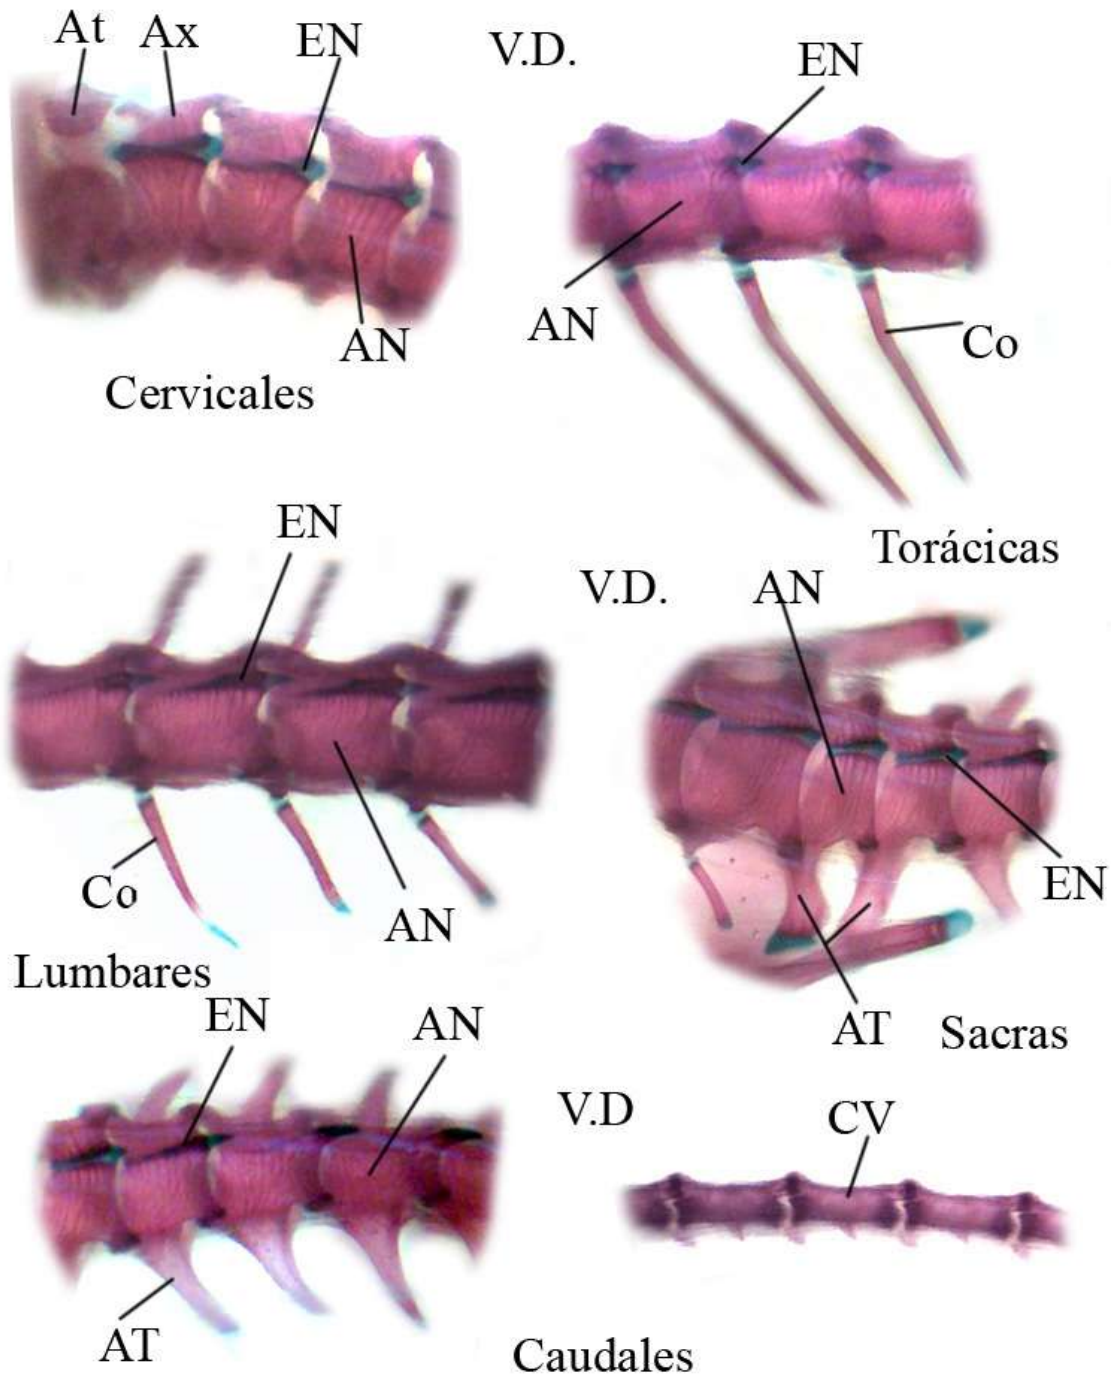 At Ax EN V.D. EN
AN AN Co
Cervicales
Torácicas
EN V.D. AN
Co AN EN
Lumbares
AT Sacras
EN AN V.D CV
AT Caudales